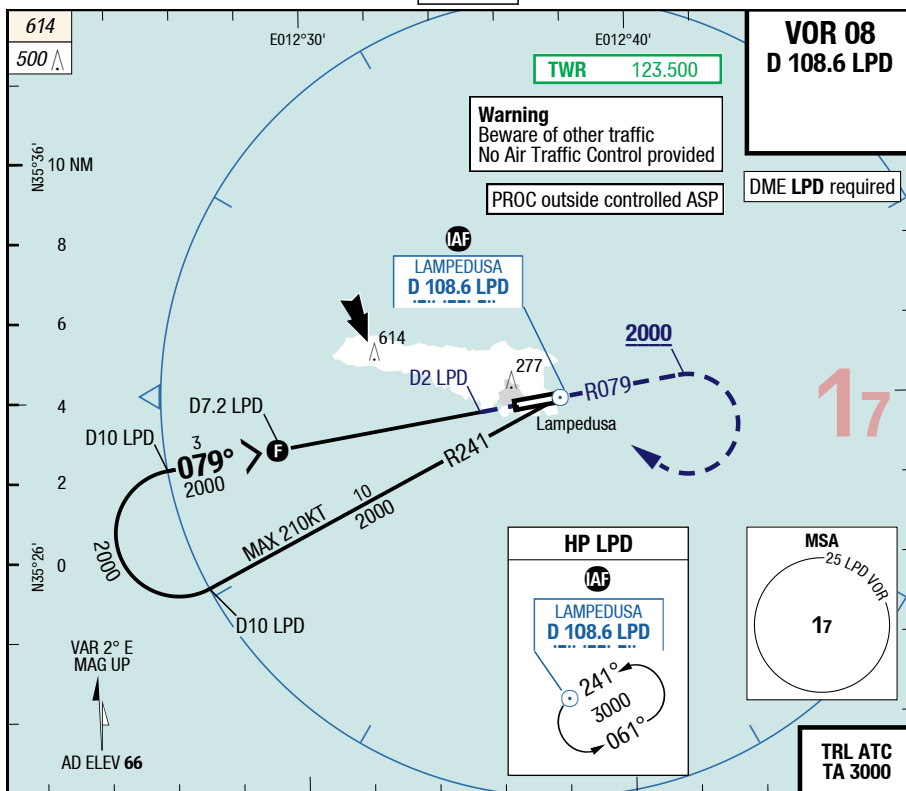 614
500
E012°30'
E012°40'
VOR 08
D 108.6 LPD
TWR 123.500
Warning
Beware of other traffic
No Air Traffic Control provided
PROC outside controlled ASP
DME LPD required
N35°36'
10 NM
8
6
4
2
0
N35°26'
IAF
LAMPEDUSA
D 108.6 LPD
614
277
2000
D2 LPD
R079
17
D7.2 LPD
Lampedusa
D10 LPD
3
079°
2000
F
R241
MAX 210KT
10
2000
2000
D10 LPD
HP LPD
IAF
LAMPEDUSA
D 108.6 LPD
241°
3000
061°
MSA
25 LPD VOR
17
VAR 2° E
MAG UP
AD ELEV 66
TRL ATC
TA 3000